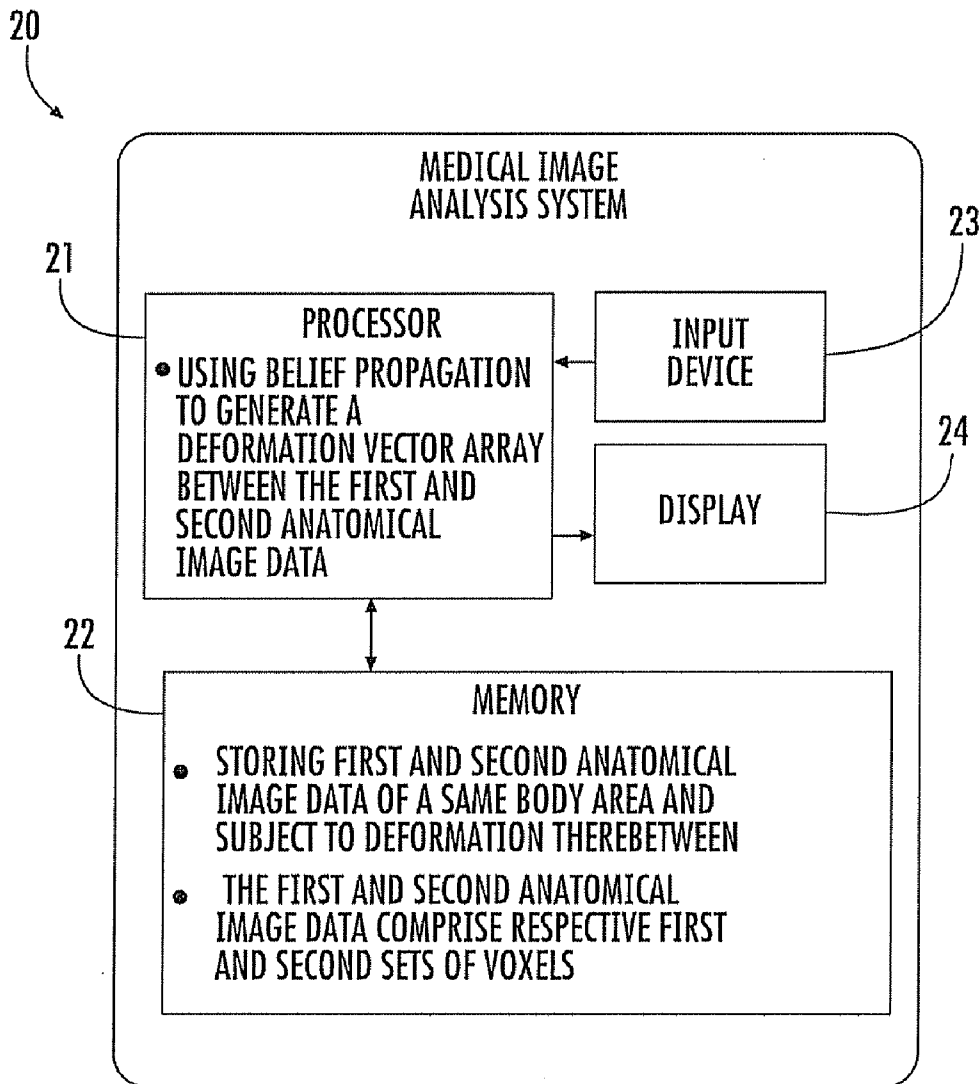 20
MEDICAL IMAGE
ANALYSIS SYSTEM
21
PROCESSOR
• USING BELIEF PROPAGATION
TO GENERATE A
DEFORMATION VECTOR ARRAY
BETWEEN THE FIRST AND
SECOND ANATOMICAL
IMAGE DATA
23
INPUT
DEVICE
24
DISPLAY
22
MEMORY
• STORING FIRST AND SECOND ANATOMICAL
IMAGE DATA OF A SAME BODY AREA AND
SUBJECT TO DEFORMATION THEREBETWEEN
• THE FIRST AND SECOND ANATOMICAL
IMAGE DATA COMPRISE RESPECTIVE FIRST
AND SECOND SETS OF VOXELS